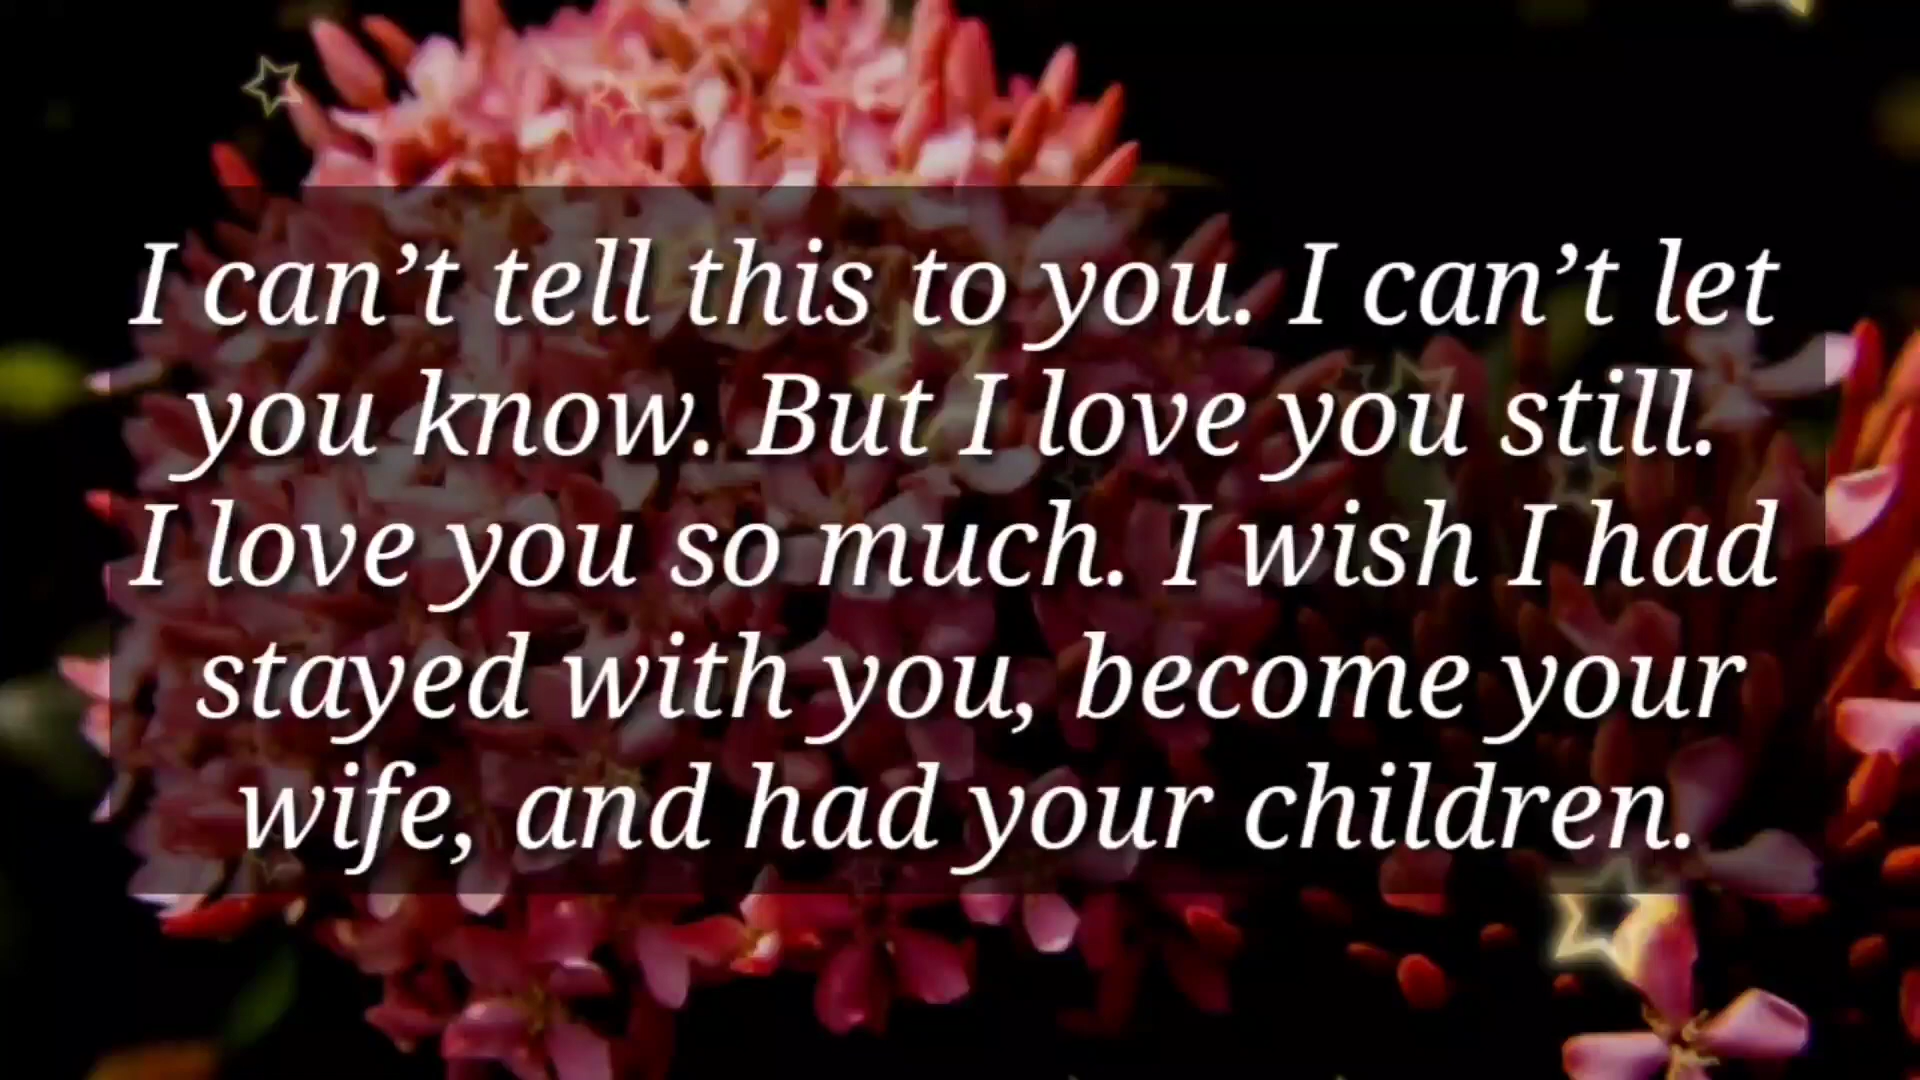 I can’t tell this to you. I can’t let
you know. But I love you still.
I love you so much. I wish I had
stayed with you, become your
wife, and had your children.